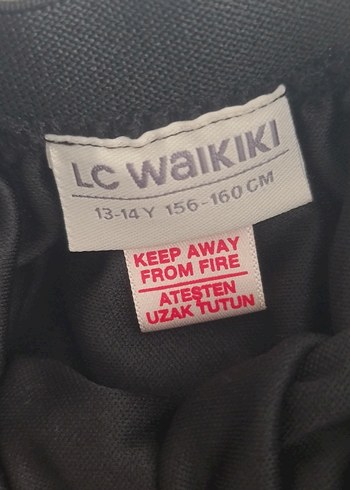 LC WAIKIKI
13-14 Y 156-160 CM
KEEP AWAY
FROM FIRE
ATEŞTEN
UZAK TUTUN